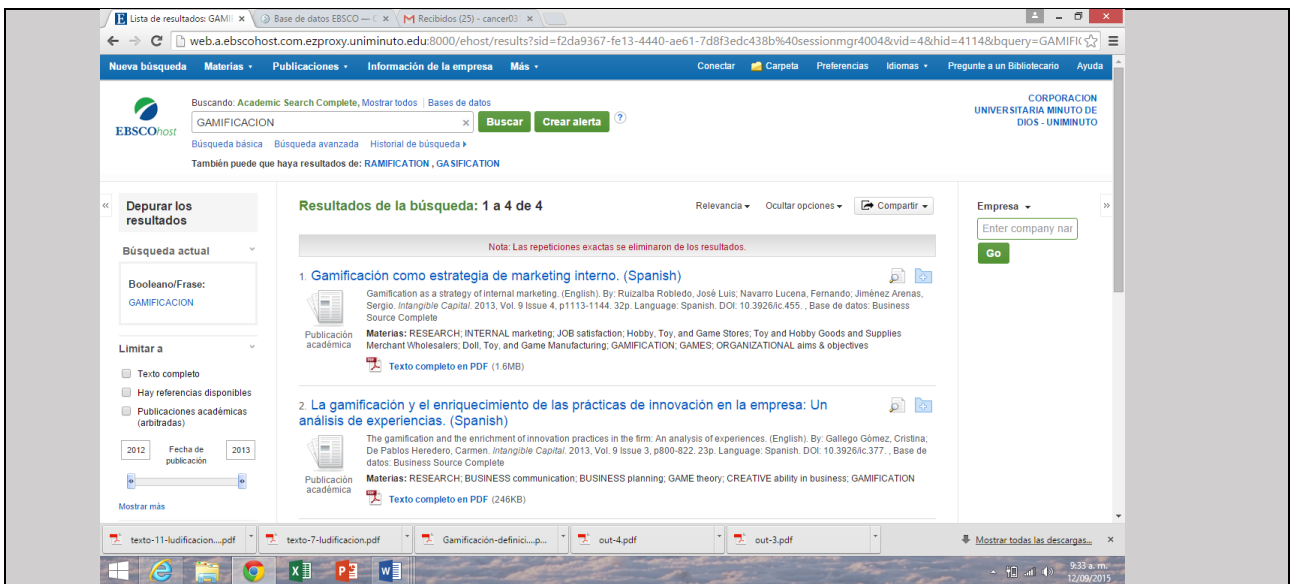 Lista de resultados: GAMIF
Base de datos EBSCO —
Recibidos (25) - cancer03
web.a.ebscohost.com.ezproxy.uniminuto.edu:8000/ehost/results?sid=f2da9367-fe13-4440-ae61-7d8f3edc438b%40sessionmgr4004&vid=4&hid=4114&bquery=GAMIFIC
Nueva búsqueda Materias Publicaciones Información de la empresa Más Conectar Carpeta Preferencias Idiomas Pregunte a un Bibliotecario Ayuda
EBSCOhost
Buscando: Academic Search Complete, Mostrar todos | Bases de datos
GAMIFICACION × Buscar Crear alerta ?
Búsqueda básica Búsqueda avanzada Historial de búsqueda
También puede que haya resultados de: RAMIFICATION , GASIFICATION
CORPORACION
UNIVERSITARIA MINUTO DE
DIOS - UNIMINUTO
« Depurar los
resultados
Búsqueda actual
Booleano/Frase:
GAMIFICACION
Limitar a
Texto completo
Hay referencias disponibles
Publicaciones académicas
(arbitradas)
2012 Fecha de
publicación 2013
Mostrar más
Resultados de la búsqueda: 1 a 4 de 4
Relevancia Ocultar opciones Compartir
Nota: Las repeticiones exactas se eliminaron de los resultados.
1. Gamificación como estrategia de marketing interno. (Spanish)
Gamification as a strategy of internal marketing. (English). By: Ruizalba Robledo, José Luis; Navarro Lucena, Fernando; Jiménez Arenas,
Sergio. Intangible Capital. 2013, Vol. 9 Issue 4, p1113-1144. 32p. Language: Spanish. DOI: 10.3926/ic.455. , Base de datos: Business
Source Complete
Publicación
académica
Materias: RESEARCH; INTERNAL marketing; JOB satisfaction; Hobby, Toy, and Game Stores; Toy and Hobby Goods and Supplies
Merchant Wholesalers; Doll, Toy, and Game Manufacturing; GAMIFICATION; GAMES; ORGANIZATIONAL aims & objectives
Texto completo en PDF (1.6MB)
2. La gamificación y el enriquecimiento de las prácticas de innovación en la empresa: Un
análisis de experiencias. (Spanish)
The gamification and the enrichment of innovation practices in the firm: An analysis of experiences. (English). By: Gallego Gómez, Cristina;
De Pablos Heredero, Carmen. Intangible Capital. 2013, Vol. 9 Issue 3, p800-822. 23p. Language: Spanish. DOI: 10.3926/ic.377. , Base de
datos: Business Source Complete
Publicación
académica
Materias: RESEARCH; BUSINESS communication; BUSINESS planning; GAME theory; CREATIVE ability in business; GAMIFICATION
Texto completo en PDF (246KB)
Empresa »
Enter company nar
Go
texto-11-ludificacion....pdf
texto-7-ludificacion.pdf
Gamificación-definici....p...
out-4.pdf
out-3.pdf
Mostrar todas las descargas... ×
9:33 a. m.
12/09/2015